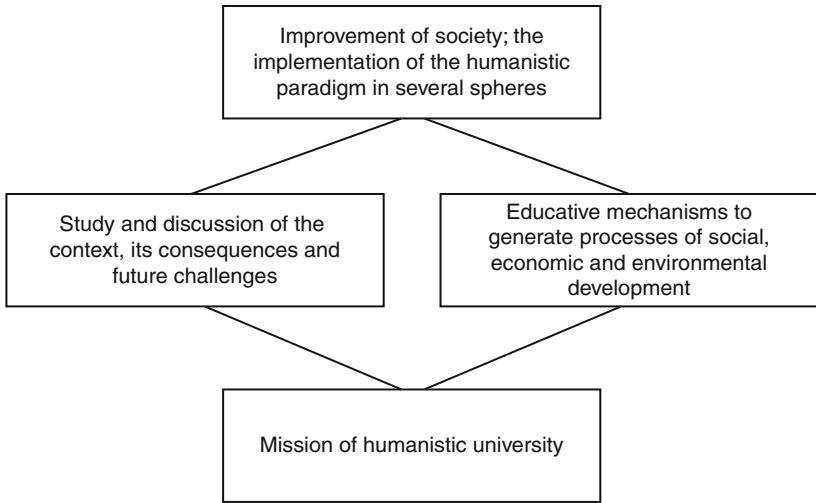 Improvement of society; the
implementation of the humanistic
paradigm in several spheres
Study and discussion of the
context, its consequences and
future challenges
Educative mechanisms to
generate processes of social,
economic and environmental
development
Mission of humanistic university